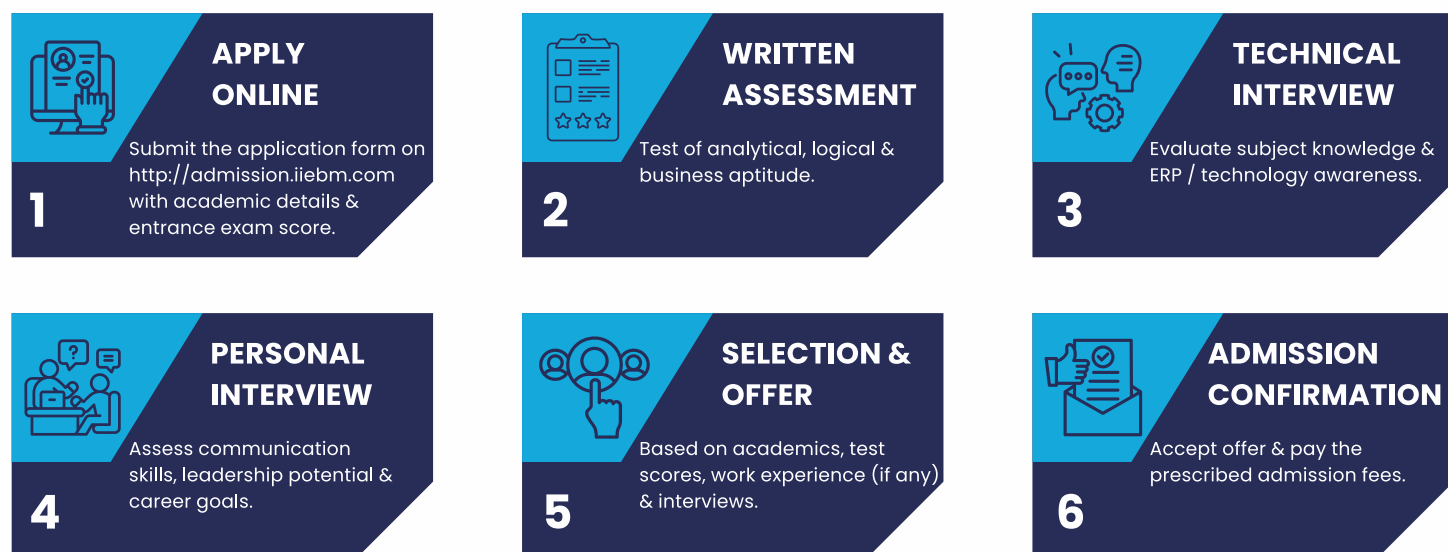 APPLY
ONLINE
Submit the application form on
http://admission.iiebm.com
with academic details &
entrance exam score.
1
WRITTEN
ASSESSMENT
Test of analytical, logical &
business aptitude.
2
TECHNICAL
INTERVIEW
Evaluate subject knowledge &
ERP / technology awareness.
3
?
PERSONAL
INTERVIEW
Assess communication
skills, leadership potential &
career goals.
4
SELECTION &
OFFER
Based on academics, test
scores, work experience (if any)
& interviews.
5
ADMISSION
CONFIRMATION
Accept offer & pay the
prescribed admission fees.
6